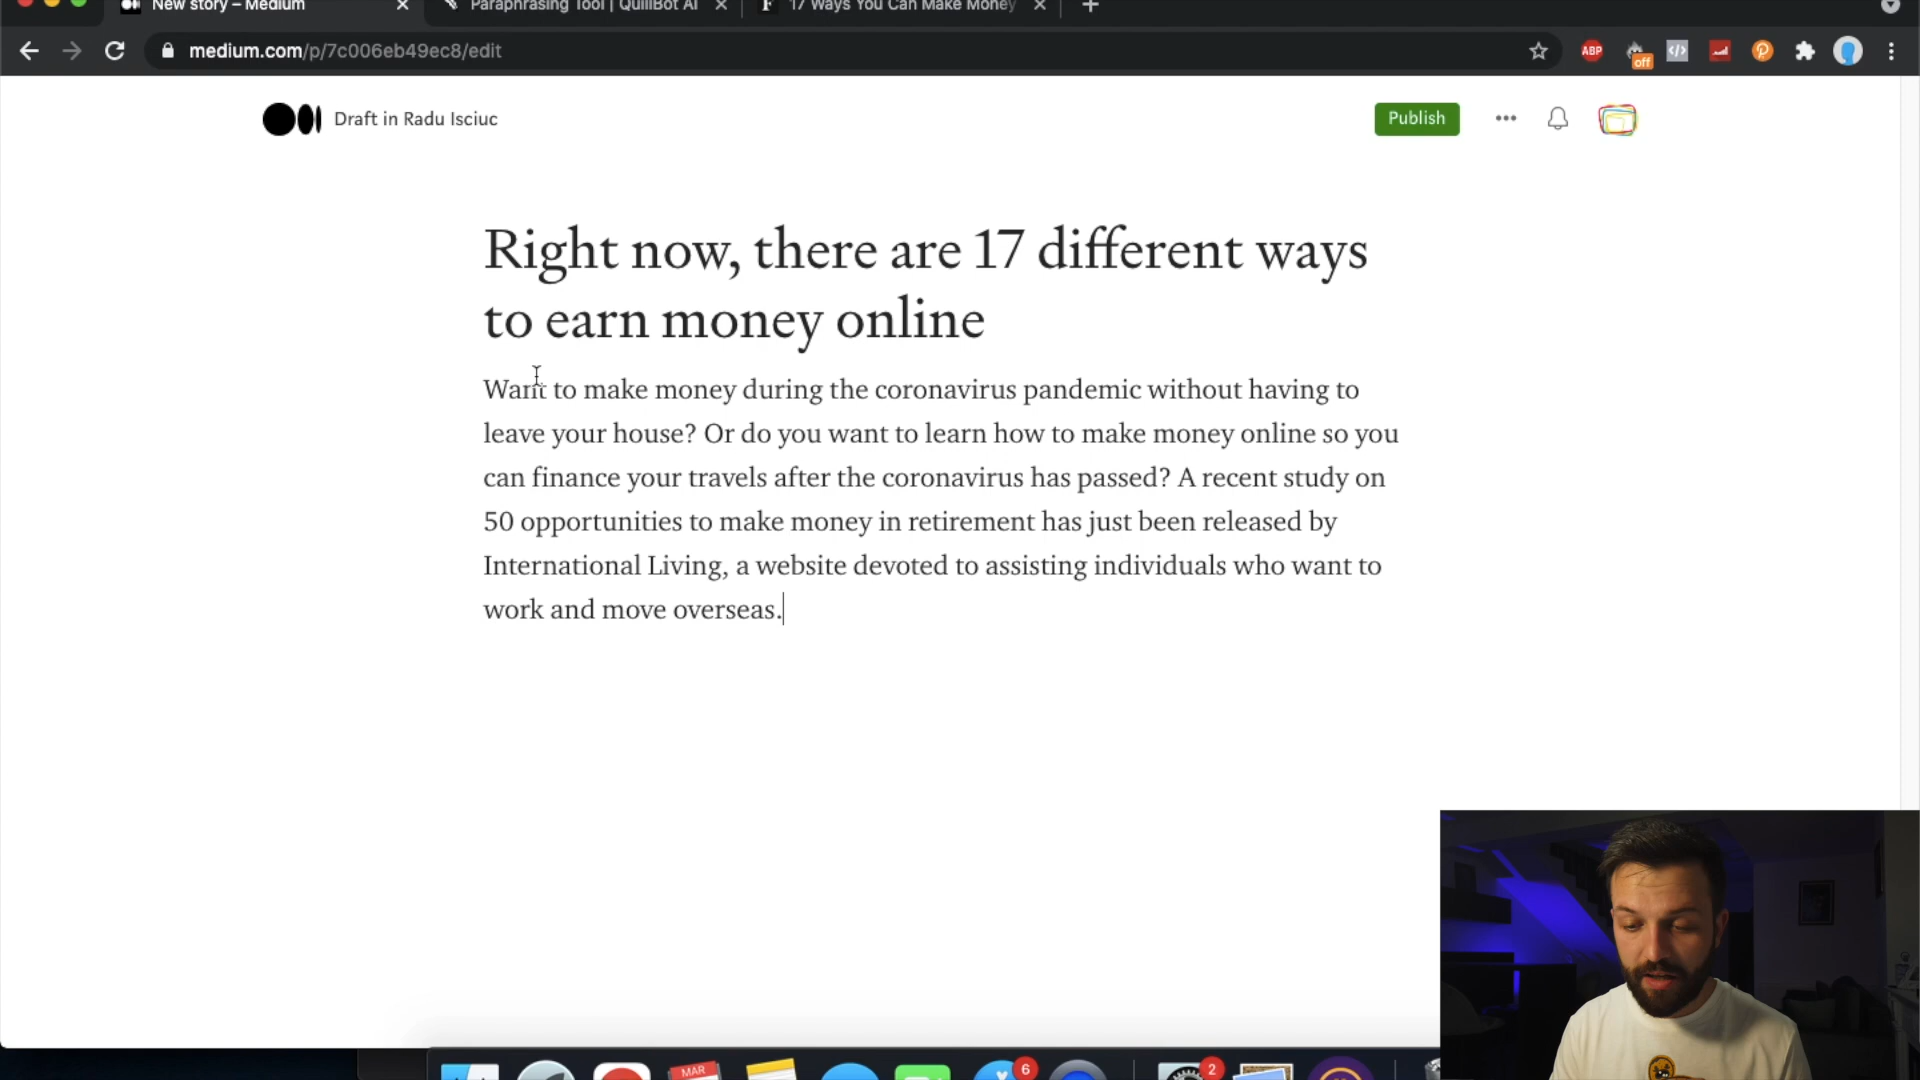 New story – Medium
Paraphrasing Tool | QuillBot AI
17 Ways You Can Make Money
medium.com/p/7c006eb49ec8/edit
ABP
off
Draft in Radu Isciuc
Publish
Right now, there are 17 different ways
to earn money online
Want to make money during the coronavirus pandemic without having to
leave your house? Or do you want to learn how to make money online so you
can finance your travels after the coronavirus has passed? A recent study on
50 opportunities to make money in retirement has just been released by
International Living, a website devoted to assisting individuals who want to
work and move overseas.
MAR
6
2